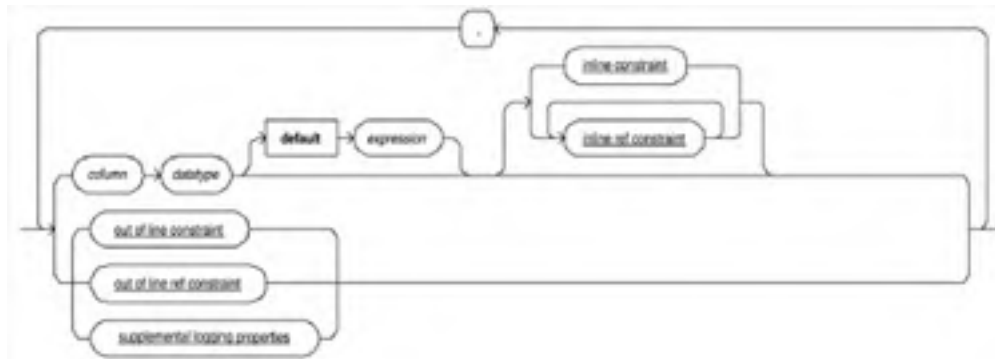 ,
inline constraint
default expression
inline ref constraint
column datatype
out of line constraint
out of line ref constraint
supplemental logging properties